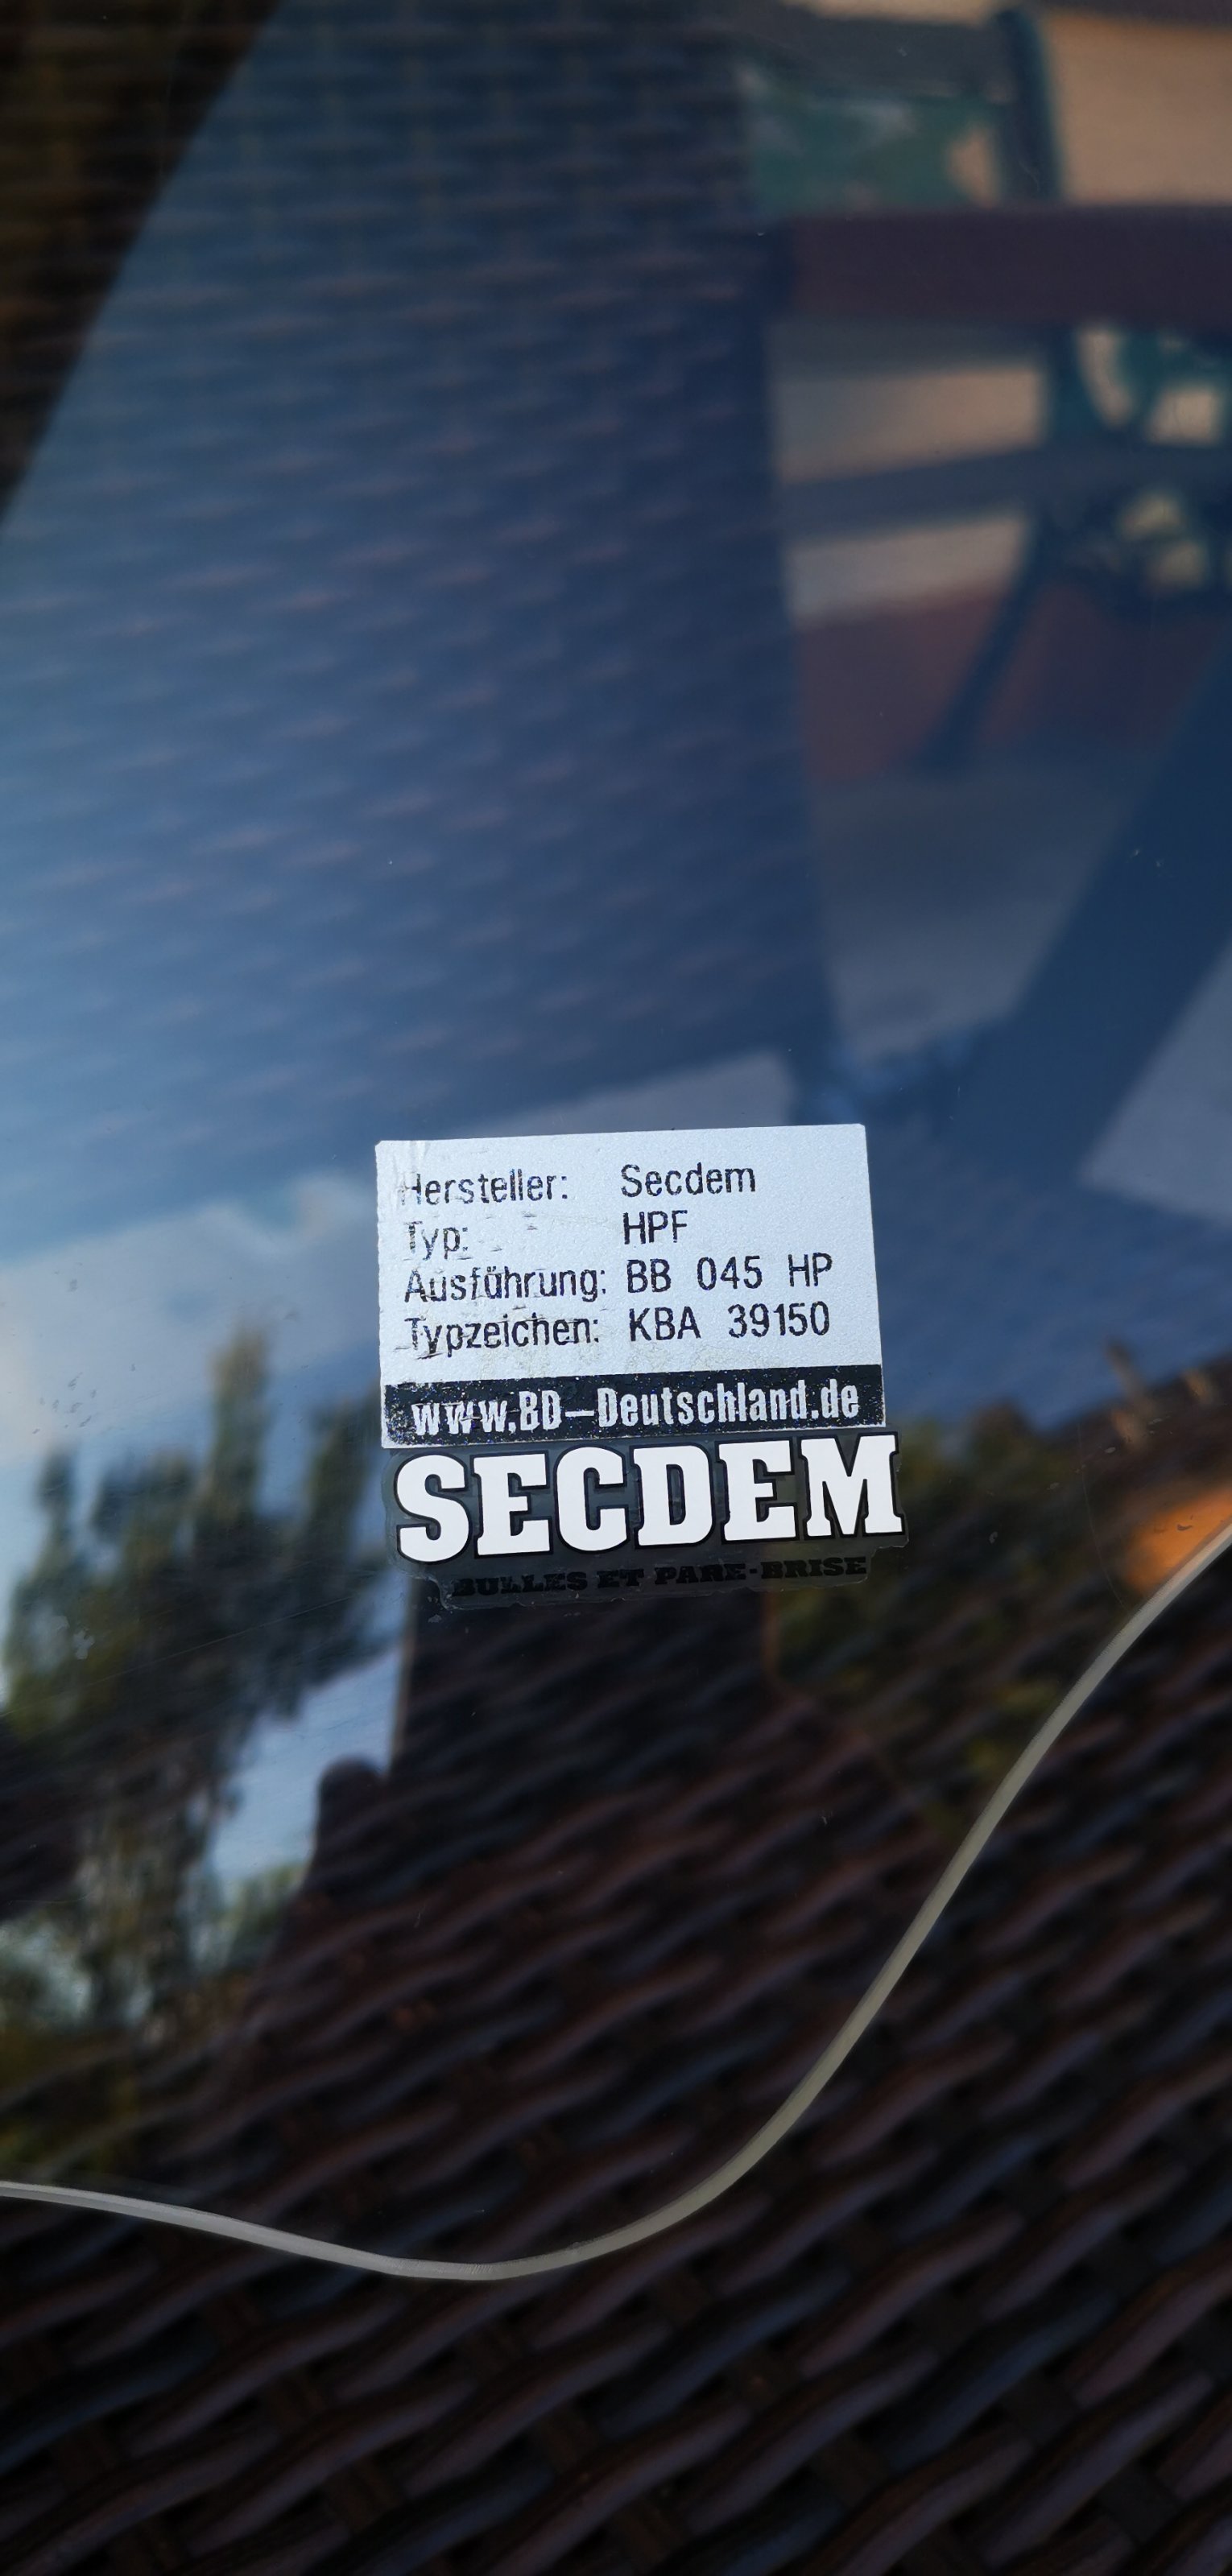 Hersteller: Secdem
Typ: HPF
Ausführung: BB 045 HP
Typzeichen: KBA 39150
www.BD-Deutschland.de
SECDEM
BULLES ET PARE-BRISE